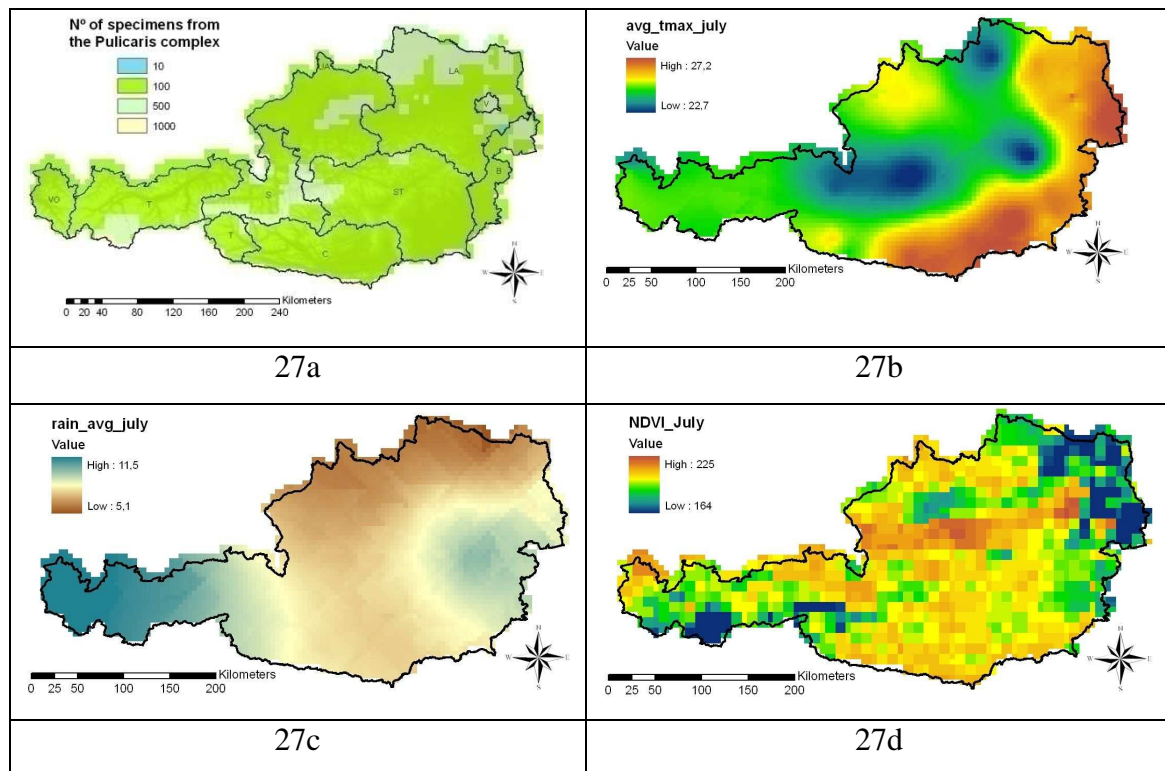 Nº of specimens from
the Pulicaris complex
10
100
500
1000
UA
LA
V
B
S
ST
VO
T
T
C
N
W E
S
Kilometers
0 20 40 80 120 160 200 240
27a
avg_tmax_july
Value
High : 27,2
Low : 22,7
N
W E
S
Kilometers
0 25 50 100 150 200
27b
rain_avg_july
Value
High : 11,5
Low : 5,1
N
W E
S
Kilometers
0 25 50 100 150 200
27c
NDVI_July
Value
High : 225
Low : 164
N
W E
S
Kilometers
0 25 50 100 150 200
27d